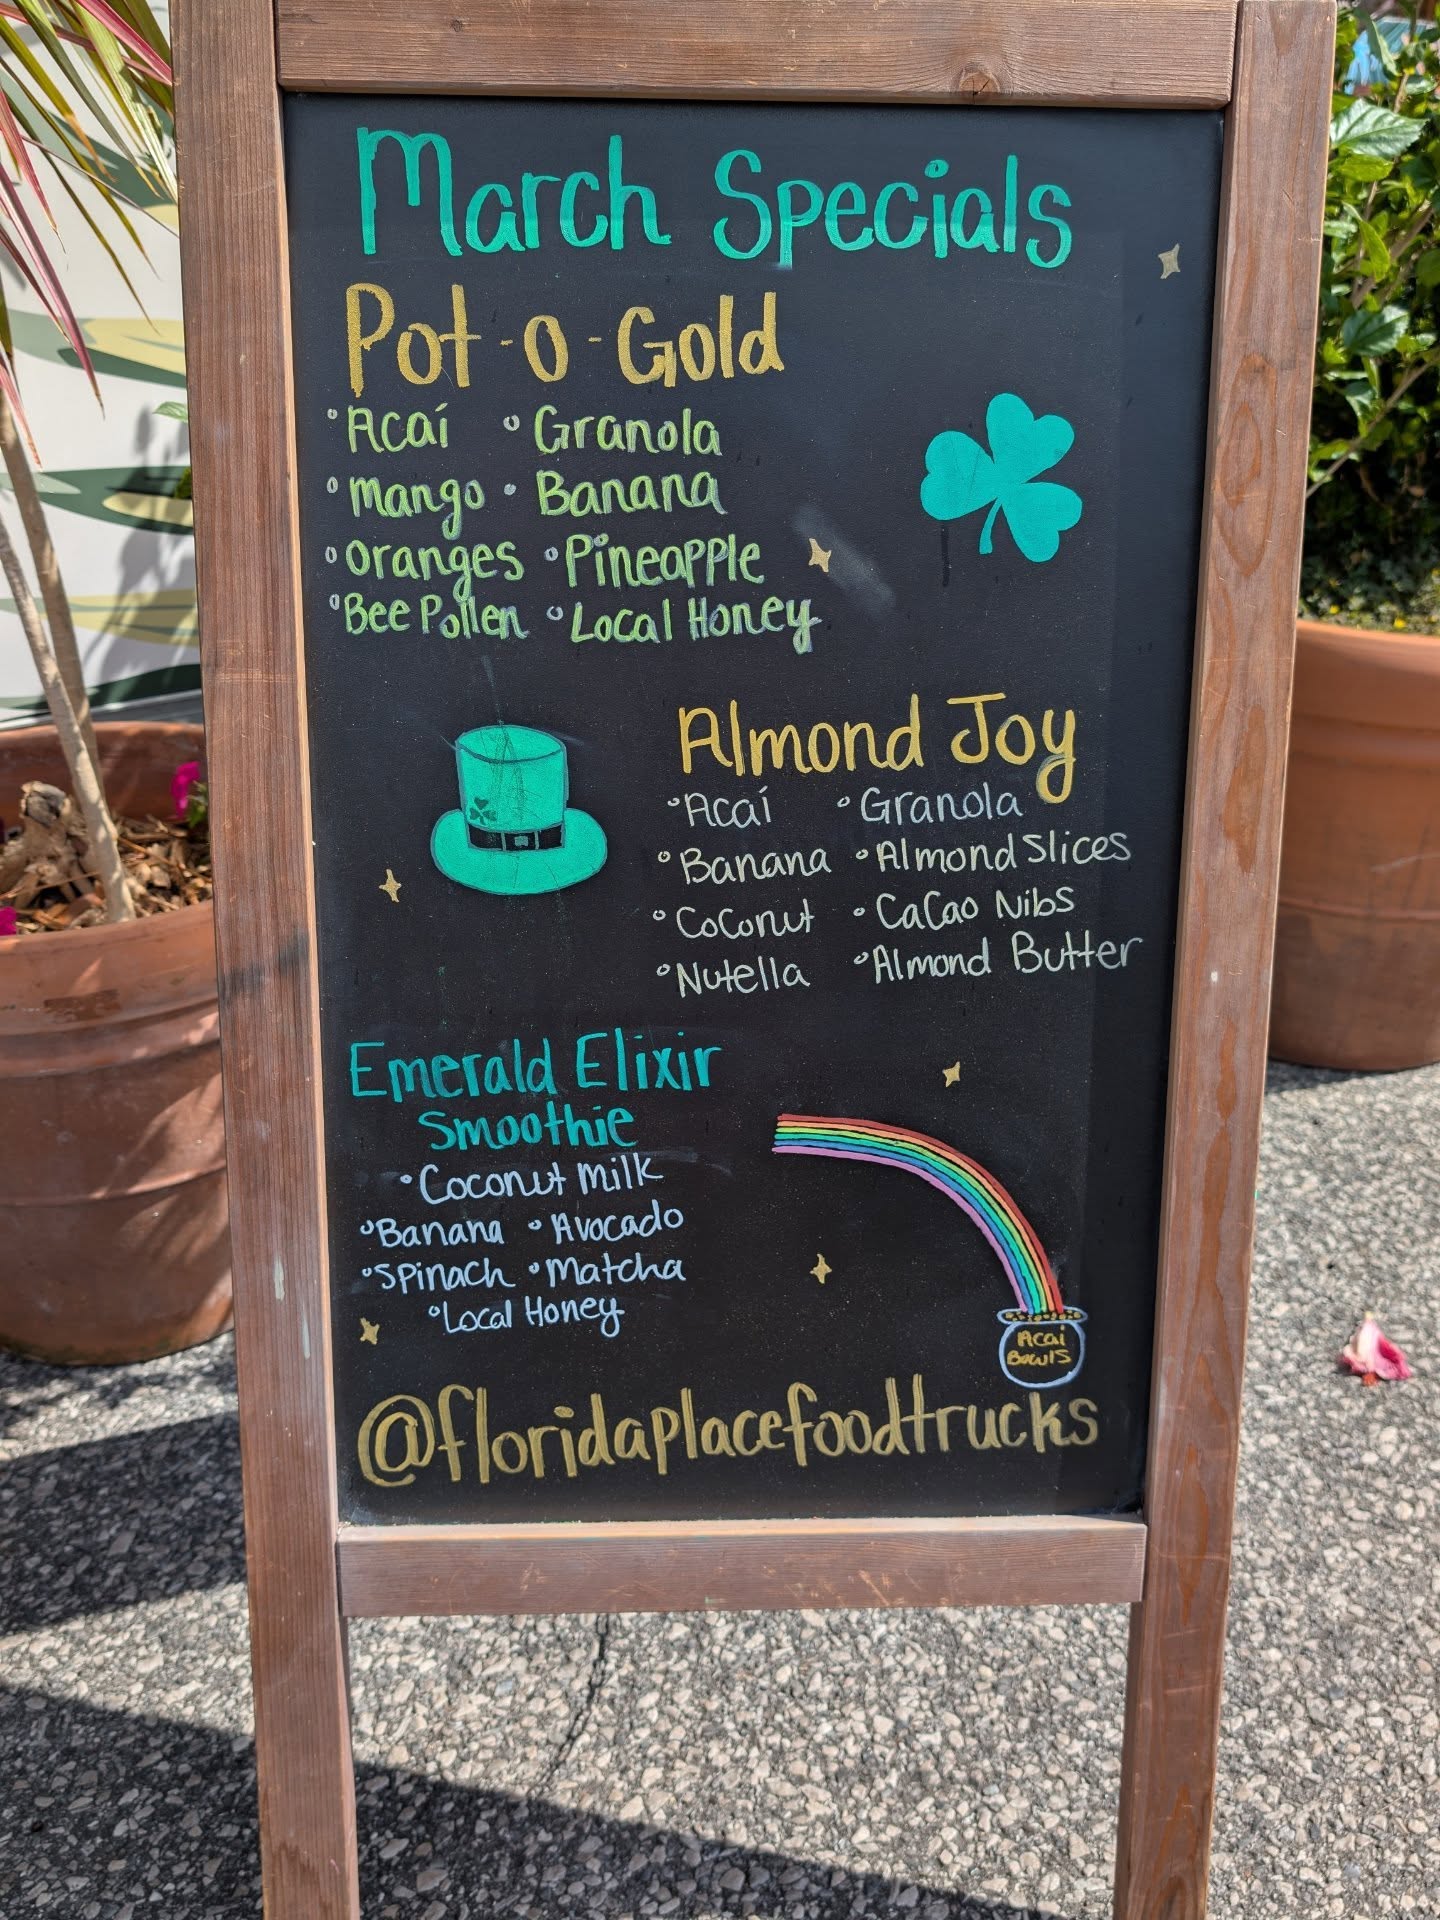 March Specials
Pot-o-Gold
°Acaí °Granola
°Mango °Banana
°Oranges °Pineapple
°Bee Pollen °Local Honey
Almond Joy
°Acaí °Granola
°Banana °Almond Slices
°Coconut °CaCao Nibs
°Nutella °Almond Butter
Emerald Elixir
Smoothie
°Coconut Milk
°Banana °Avocado
°Spinach °Matcha
°Local Honey
Acai
Bowls
@floridaplacefoodtrucks